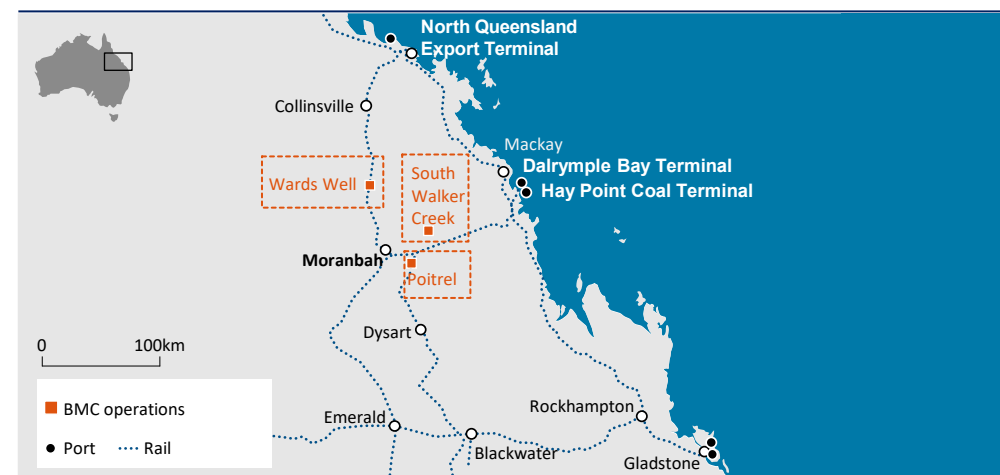 North Queensland
Export Terminal
Collinsville
Mackay
Dalrymple Bay Terminal
Hay Point Coal Terminal
Wards Well
South
Walker
Creek
Moranbah
Poitrel
Dysart
0
100km
BMC operations
Port
Rail
Emerald
Blackwater
Rockhampton
Gladstone